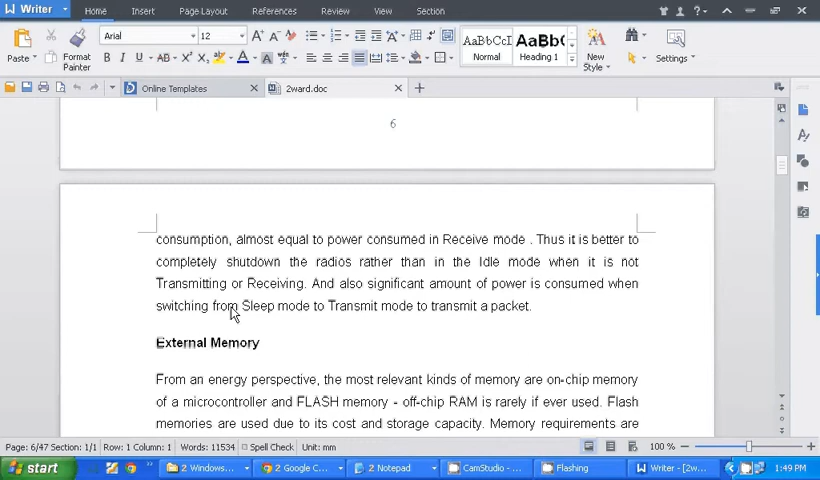 Writer
Home Insert Page Layout References Review View Section
Paste Format Painter Arial 12 AaBbCcI Normal AaBb( Heading 1 New Style Settings
Online Templates 2ward.doc
6
consumption, almost equal to power consumed in Receive mode . Thus it is better to
completely shutdown the radios rather than in the Idle mode when it is not
Transmitting or Receiving. And also significant amount of power is consumed when
switching from Sleep mode to Transmit mode to transmit a packet.
External Memory
From an energy perspective, the most relevant kinds of memory are on-chip memory
of a microcontroller and FLASH memory - off-chip RAM is rarely if ever used. Flash
memories are used due to its cost and storage capacity. Memory requirements are
Page: 6/47 Section: 1/1 Row: 1 Column: 1 Words: 11534 Spell Check Unit: mm 100 %
start 2 Windows... 2 Google C... 2 Notepad CamStudio - ... Flashing Writer - [2w... 1:49 PM